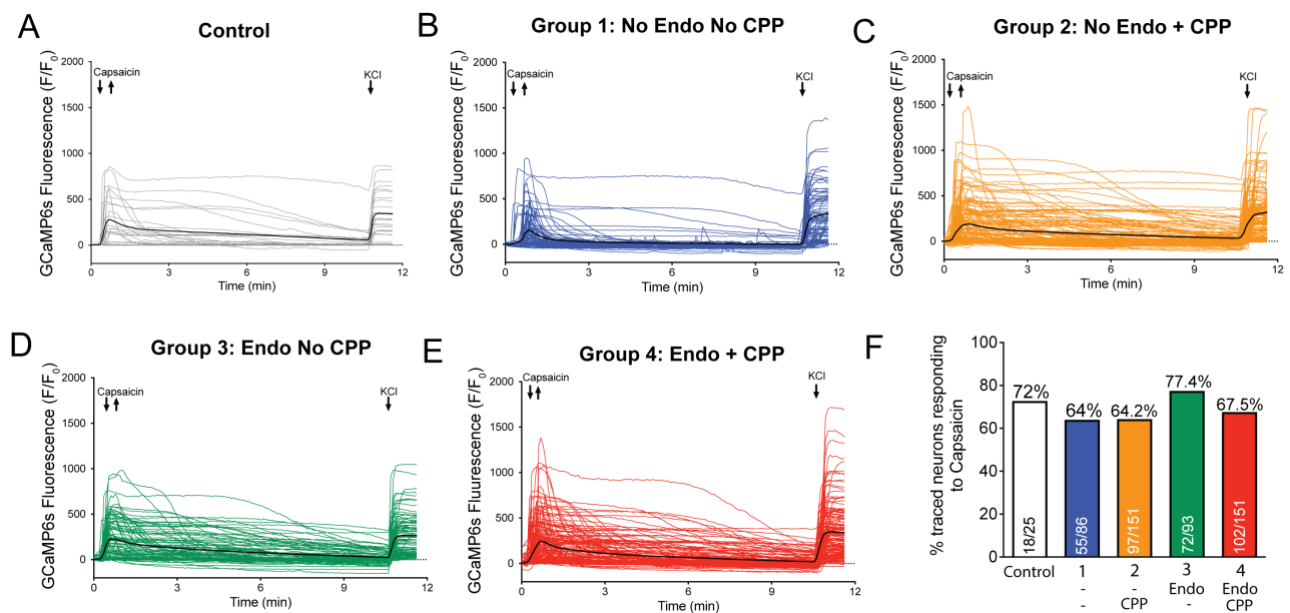 A
Control
GCaMP6s Fluorescence (F/F0)
2000
1500
1000
500
0
Capsaicin
KCl
0 3 6 9 12
Time (min)
B
Group 1: No Endo No CPP
GCaMP6s Fluorescence (F/F0)
2000
1500
1000
500
0
Capsaicin
KCl
0 3 6 9 12
Time (min)
C
Group 2: No Endo + CPP
GCaMP6s Fluorescence (F/F0)
2000
1500
1000
500
0
Capsaicin
KCl
0 3 6 9 12
Time (min)
D
Group 3: Endo No CPP
GCaMP6s Fluorescence (F/F0)
2000
1500
1000
500
0
Capsaicin
KCl
0 3 6 9 12
Time (min)
E
Group 4: Endo + CPP
GCaMP6s Fluurescence (F/F0)
2000
1500
1000
500
0
Capsaicin
KCl
0 3 6 9 12
Time (min)
F
% traced neurons responding
to Capsaicin
100
80
60
40
20
0
72%
64%
64.2%
77.4%
67.5%
18/25
55/86
97/151
72/93
102/151
Control 1 2 3 4
- - Endo Endo
- CPP - CPP